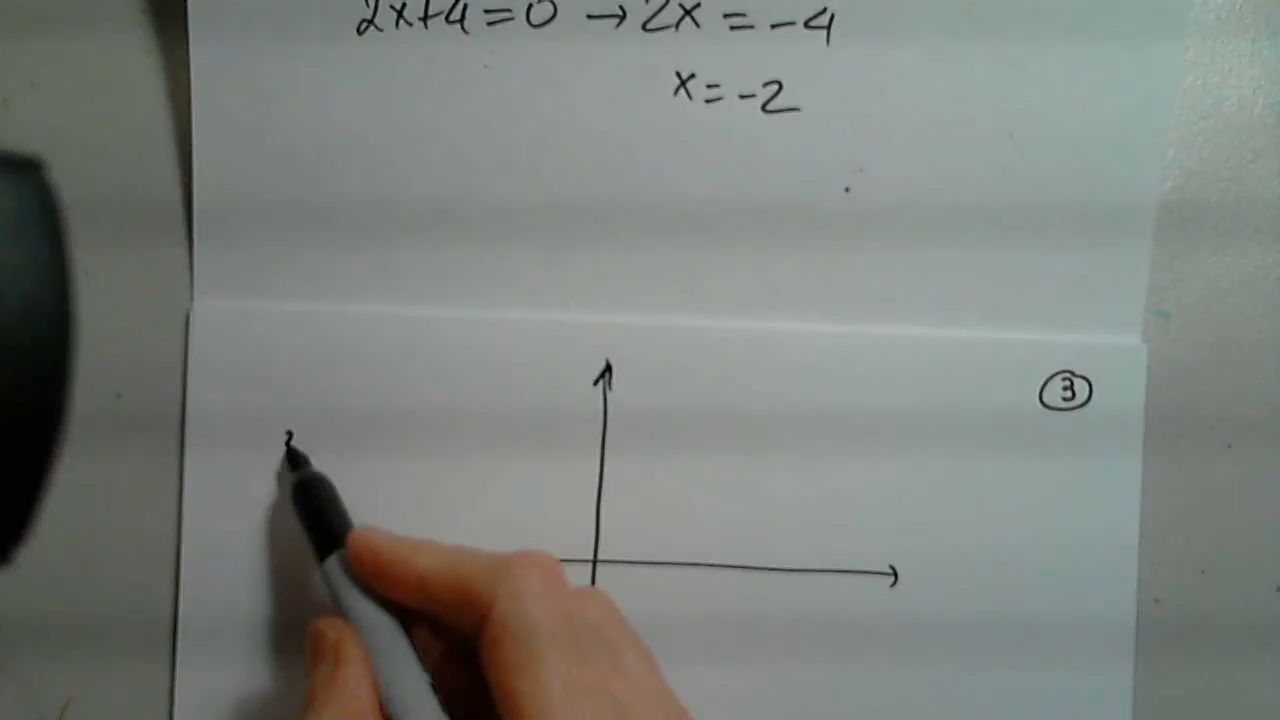 2x+4=0 → 2x = -4
x = -2
3